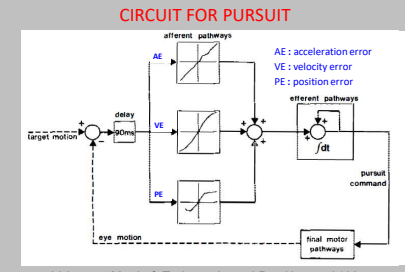 CIRCUIT FOR PURSUIT
afferent pathways
AE
AE : acceleration error
VE : velocity error
PE : position error
efferent pathways
delay
VE
+
+
+
+
+
+
target motion
90ms
−
+
∫dt
pursuit
command
PE
eye motion
final motor
pathways